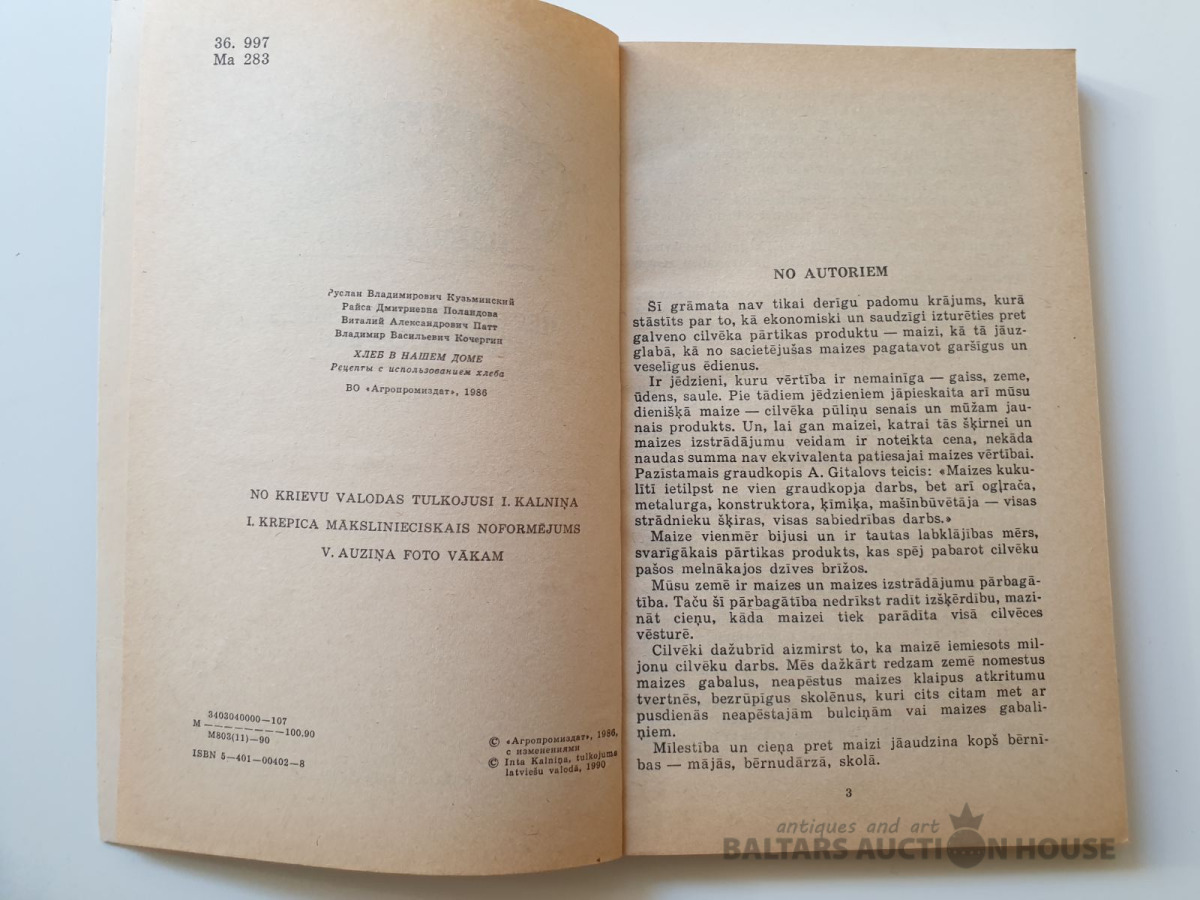 36. 997
Ma 283
Руслан Владимирович Кузьминский
Райса Дмитриевна Поландова
Виталий Александрович Патт
Владимир Васильевич Кочергин
ХЛЕБ В НАШЕМ ДОМЕ
Рецепты с использованием хлеба
ВО «Агропромиздат», 1986
NO KRIEVU VALODAS TULKOJUSI I. KALNIŅA
I. KREPICA MĀKSLINIECISKAIS NOFORMĒJUMS
V. AUZIŅA FOTO VĀKAM
3403040000—107
M ——————— 100.90
M803(11)—90
ISBN 5—401—00402—8
© «Агропромиздат», 1986,
с изменениями
© Inta Kalniņa, tulkojums
latviešu valodā, 1990
NO AUTORIEM
Šī grāmata nav tikai derīgu padomu krājums, kurā
stāstīts par to, kā ekonomiski un saudzīgi izturēties pret
galveno cilvēka pārtikas produktu — maizi, kā tā jāuz-
glabā, kā no sacietējušas maizes pagatavot garšīgus un
veselīgus ēdienus.
Ir jēdzieni, kuru vērtība ir nemainīga — gaiss, zeme,
ūdens, saule. Pie tādiem jēdzieniem jāpieskaita arī mūsu
dienišķā maize — cilvēka pūliņu senais un mūžam jau-
nais produkts. Un, lai gan maizei, katrai tās šķirnei un
maizes izstrādājumu veidam ir noteikta cena, nekāda
naudas summa nav ekvivalenta patiesajai maizes vērtībai.
Pazīstamais graudkopis A. Gitalovs teicis: «Maizes kuku-
lītī ietilpst ne vien graudkopja darbs, bet arī ogļrača,
metalurga, konstruktora, ķīmiķa, mašīnbūvētāja — visas
strādnieku šķiras, visas sabiedrības darbs.»
Maize vienmēr bijusi un ir tautas labklājības mērs,
svarīgākais pārtikas produkts, kas spēj pabarot cilvēku
pašos melnākajos dzīves brīžos.
Mūsu zemē ir maizes un maizes izstrādājumu pārbagā-
tība. Taču šī pārbagātība nedrīkst radīt izšķērdību, mazi-
nāt cieņu, kāda maizei tiek parādīta visā cilvēces
vēsturē.
Cilvēki dažubrīd aizmirst to, ka maizē iemiesots mil-
jonu cilvēku darbs. Mēs dažkārt redzam zemē nomestus
maizes gabalus, neapēstus maizes klaipus atkritumu
tvertnēs, bezrūpīgus skolēnus, kuri cits citam met ar
pusdienās neapēstajām bulciņām vai maizes gabali-
ņiem.
Mīlestība un cieņa pret maizi jāaudzina kopš bērnī-
bas — mājās, bērnudārzā, skolā.
3
antiques and art
BALTARS AUCTION HOUSE